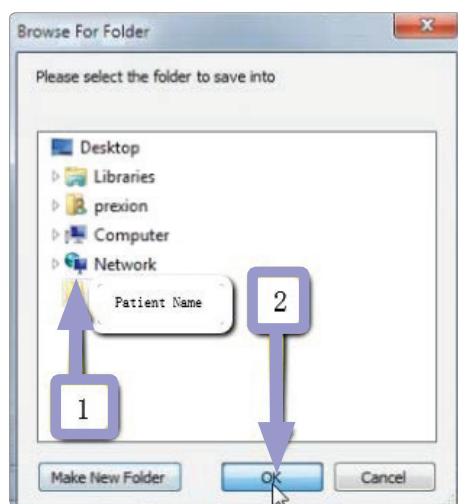 Browse For Folder
Please select the folder to save into
Desktop
Libraries
prexion
Computer
Network
Patient Name
2
1
Make New Folder
OK
Cancel